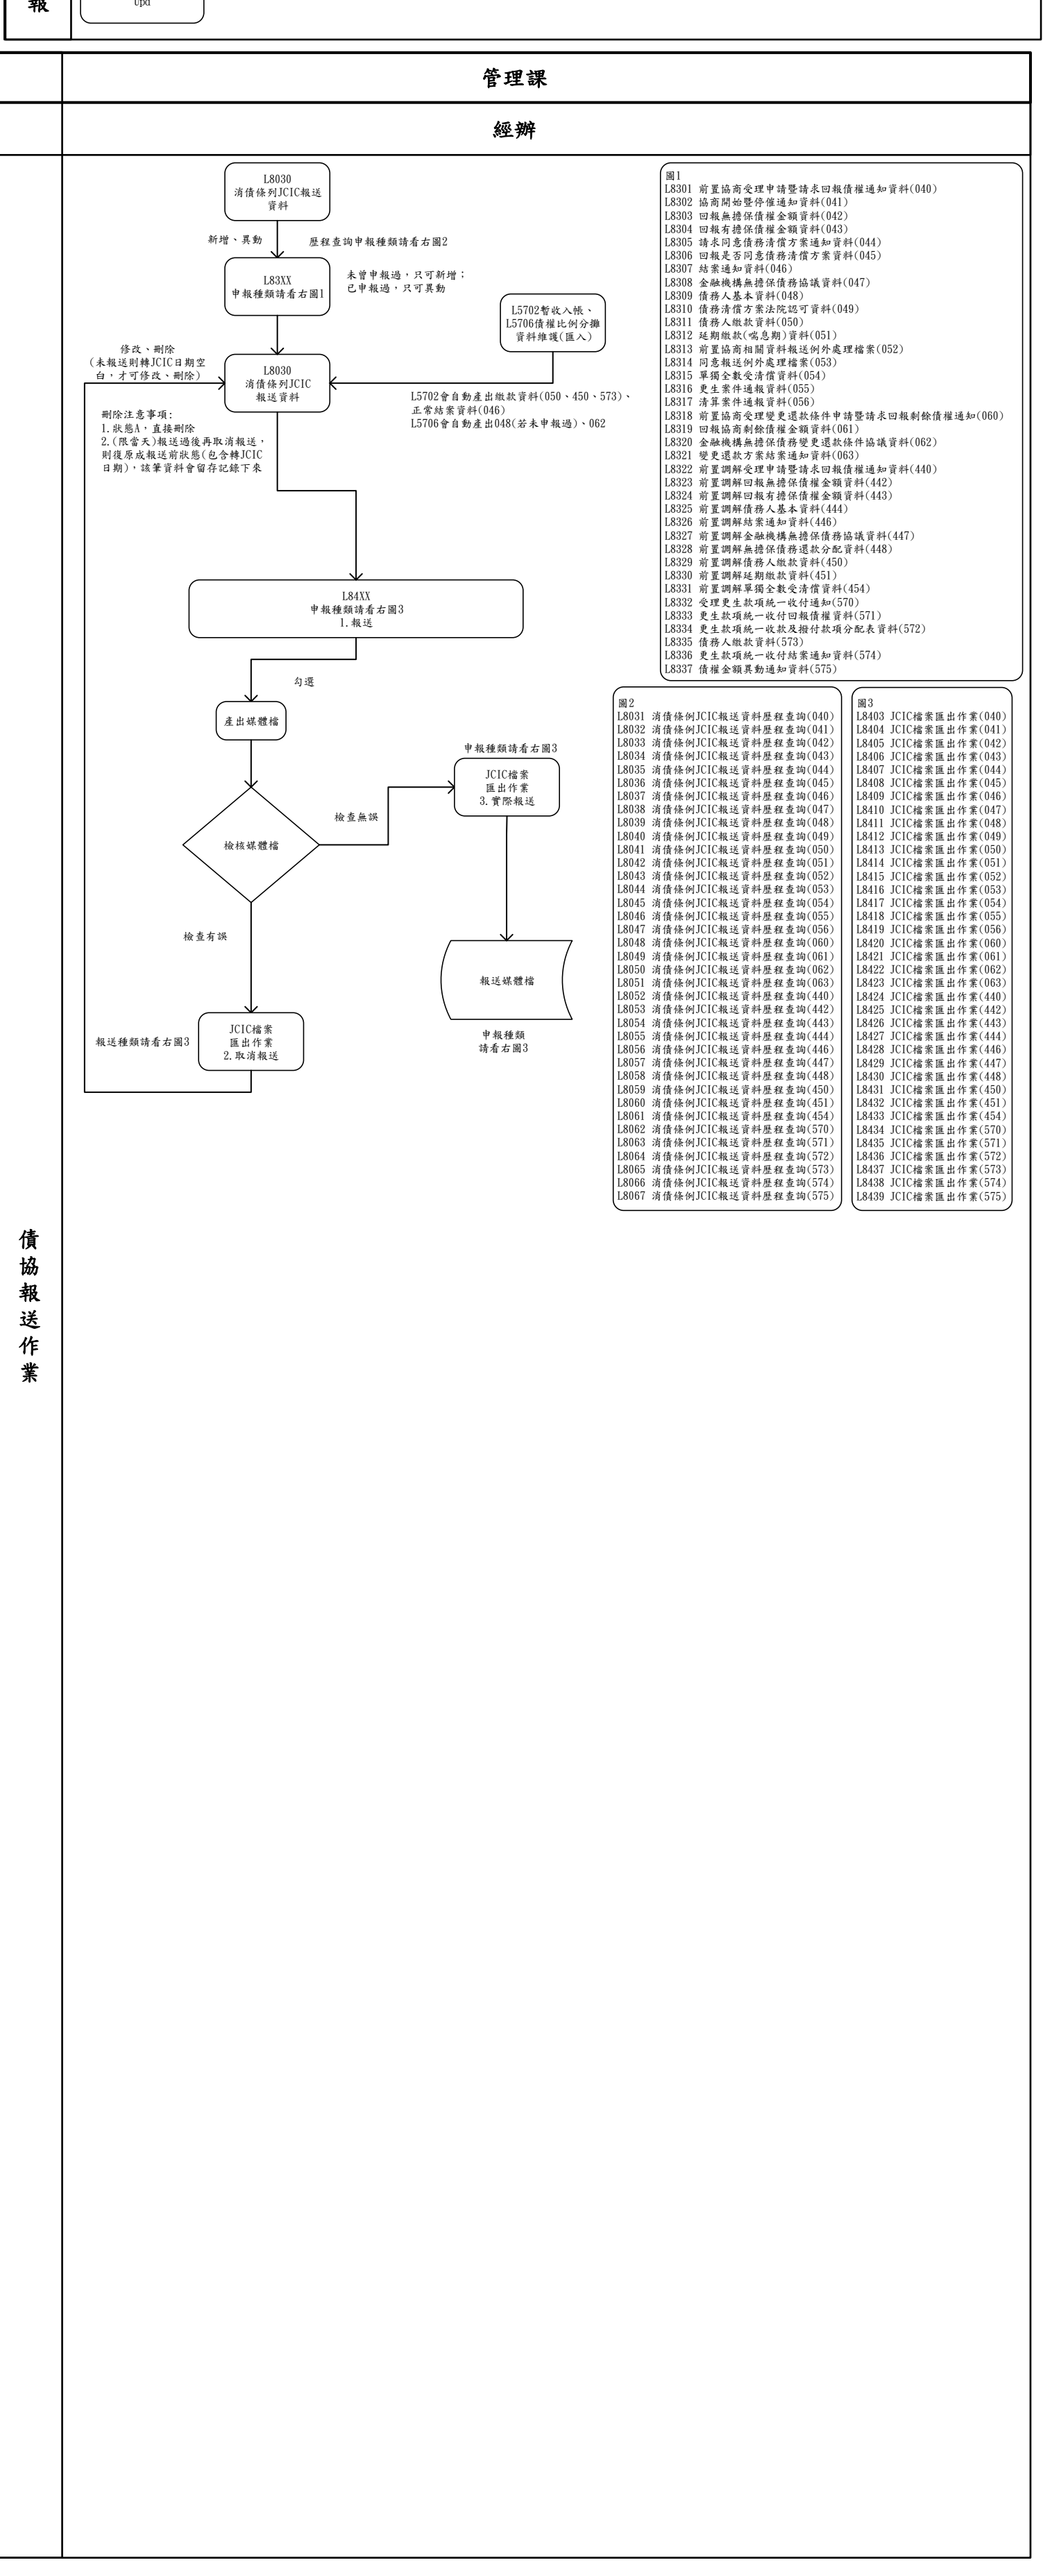 報
Upd
管理課
經辦
債協報送作業
L8030
消債條列JCIC報送
資料
新增、異動
歷程查詢申報種類請看右圖2
L83XX
申報種類請看右圖1
未曾申報過，只可新增；
已申報過，只可異動
L5702暫收入帳、
L5706債權比例分攤
資料維護(匯入)
修改、刪除
(未報送則轉JCIC日期空
白，才可修改、刪除)
L8030
消債條列JCIC
報送資料
L5702會自動產出繳款資料(050、450、573)、
正常結案資料(046)
L5706會自動產出048(若未申報過)、062
刪除注意事項:
1.狀態A，直接刪除
2.(限當天)報送過後再取消報送，
則復原成報送前狀態(包含轉JCIC
日期)，該筆資料會留存記錄下來
L84XX
申報種類請看右圖3
1.報送
勾選
產出媒體檔
檢核媒體檔
檢查無誤
申報種類請看右圖3
JCIC檔案
匯出作業
3.實際報送
檢查有誤
報送媒體檔
申報種類
請看右圖3
報送種類請看右圖3
JCIC檔案
匯出作業
2.取消報送
圖1
L8301 前置協商受理申請暨請求回報債權通知資料(040)
L8302 協商開始暨停催通知資料(041)
L8303 回報無擔保債權金額資料(042)
L8304 回報有擔保債權金額資料(043)
L8305 請求同意債務清償方案通知資料(044)
L8306 回報是否同意債務清償方案資料(045)
L8307 結案通知資料(046)
L8308 金融機構無擔保債務協議資料(047)
L8309 債務人基本資料(048)
L8310 債務清償方案法院認可資料(049)
L8311 債務人繳款資料(050)
L8312 延期繳款(喘息期)資料(051)
L8313 前置協商相關資料報送例外處理檔案(052)
L8314 同意報送例外處理檔案(053)
L8315 單獨全數受清償資料(054)
L8316 更生案件通報資料(055)
L8317 清算案件通報資料(056)
L8318 前置協商受理變更還款條件申請暨請求回報剩餘債權通知(060)
L8319 回報協商剩餘債權金額資料(061)
L8320 金融機構無擔保債務變更還款條件協議資料(062)
L8321 變更還款方案結案通知資料(063)
L8322 前置調解受理申請暨請求回報債權通知資料(440)
L8323 前置調解回報無擔保債權金額資料(442)
L8324 前置調解回報有擔保債權金額資料(443)
L8325 前置調解債務人基本資料(444)
L8326 前置調解結案通知資料(446)
L8327 前置調解金融機構無擔保債務協議資料(447)
L8328 前置調解無擔保債務還款分配資料(448)
L8329 前置調解債務人繳款資料(450)
L8330 前置調解延期繳款資料(451)
L8331 前置調解單獨全數受清償資料(454)
L8332 受理更生款項統一收付通知(570)
L8333 更生款項統一收付回報債權資料(571)
L8334 更生款項統一收款及撥付款項分配表資料(572)
L8335 債務人繳款資料(573)
L8336 更生款項統一收付結案通知資料(574)
L8337 債權金額異動通知資料(575)
圖2
L8031 消債條例JCIC報送資料歷程查詢(040)
L8032 消債條例JCIC報送資料歷程查詢(041)
L8033 消債條例JCIC報送資料歷程查詢(042)
L8034 消債條例JCIC報送資料歷程查詢(043)
L8035 消債條例JCIC報送資料歷程查詢(044)
L8036 消債條例JCIC報送資料歷程查詢(045)
L8037 消債條例JCIC報送資料歷程查詢(046)
L8038 消債條例JCIC報送資料歷程查詢(047)
L8039 消債條例JCIC報送資料歷程查詢(048)
L8040 消債條例JCIC報送資料歷程查詢(049)
L8041 消債條例JCIC報送資料歷程查詢(050)
L8042 消債條例JCIC報送資料歷程查詢(051)
L8043 消債條例JCIC報送資料歷程查詢(052)
L8044 消債條例JCIC報送資料歷程查詢(053)
L8045 消債條例JCIC報送資料歷程查詢(054)
L8046 消債條例JCIC報送資料歷程查詢(055)
L8047 消債條例JCIC報送資料歷程查詢(056)
L8048 消債條例JCIC報送資料歷程查詢(060)
L8049 消債條例JCIC報送資料歷程查詢(061)
L8050 消債條例JCIC報送資料歷程查詢(062)
L8051 消債條例JCIC報送資料歷程查詢(063)
L8052 消債條例JCIC報送資料歷程查詢(440)
L8053 消債條例JCIC報送資料歷程查詢(442)
L8054 消債條例JCIC報送資料歷程查詢(443)
L8055 消債條例JCIC報送資料歷程查詢(444)
L8056 消債條例JCIC報送資料歷程查詢(446)
L8057 消債條例JCIC報送資料歷程查詢(447)
L8058 消債條例JCIC報送資料歷程查詢(448)
L8059 消債條例JCIC報送資料歷程查詢(450)
L8060 消債條例JCIC報送資料歷程查詢(451)
L8061 消債條例JCIC報送資料歷程查詢(454)
L8062 消債條例JCIC報送資料歷程查詢(570)
L8063 消債條例JCIC報送資料歷程查詢(571)
L8064 消債條例JCIC報送資料歷程查詢(572)
L8065 消債條例JCIC報送資料歷程查詢(573)
L8066 消債條例JCIC報送資料歷程查詢(574)
L8067 消債條例JCIC報送資料歷程查詢(575)
圖3
L8403 JCIC檔案匯出作業(040)
L8404 JCIC檔案匯出作業(041)
L8405 JCIC檔案匯出作業(042)
L8406 JCIC檔案匯出作業(043)
L8407 JCIC檔案匯出作業(044)
L8408 JCIC檔案匯出作業(045)
L8409 JCIC檔案匯出作業(046)
L8410 JCIC檔案匯出作業(047)
L8411 JCIC檔案匯出作業(048)
L8412 JCIC檔案匯出作業(049)
L8413 JCIC檔案匯出作業(050)
L8414 JCIC檔案匯出作業(051)
L8415 JCIC檔案匯出作業(052)
L8416 JCIC檔案匯出作業(053)
L8417 JCIC檔案匯出作業(054)
L8418 JCIC檔案匯出作業(055)
L8419 JCIC檔案匯出作業(056)
L8420 JCIC檔案匯出作業(060)
L8421 JCIC檔案匯出作業(061)
L8422 JCIC檔案匯出作業(062)
L8423 JCIC檔案匯出作業(063)
L8424 JCIC檔案匯出作業(440)
L8425 JCIC檔案匯出作業(442)
L8426 JCIC檔案匯出作業(443)
L8427 JCIC檔案匯出作業(444)
L8428 JCIC檔案匯出作業(446)
L8429 JCIC檔案匯出作業(447)
L8430 JCIC檔案匯出作業(448)
L8431 JCIC檔案匯出作業(450)
L8432 JCIC檔案匯出作業(451)
L8433 JCIC檔案匯出作業(454)
L8434 JCIC檔案匯出作業(570)
L8435 JCIC檔案匯出作業(571)
L8436 JCIC檔案匯出作業(572)
L8437 JCIC檔案匯出作業(573)
L8438 JCIC檔案匯出作業(574)
L8439 JCIC檔案匯出作業(575)